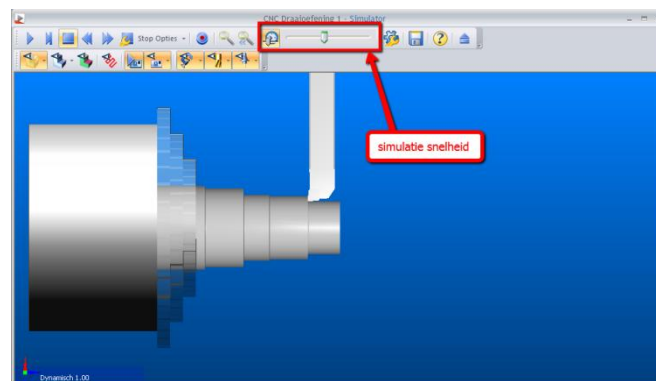 CNC Draaioefening 1 - Simulator
Stop Opties
simulatie snelheid
Dynamisch 1.00